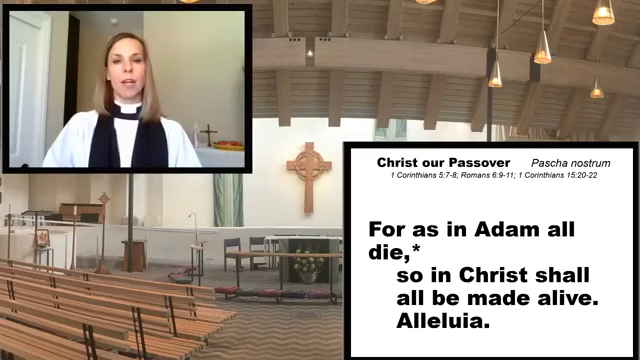 Christ our Passover Pascha nostrum
1 Corinthians 5:7-8; Romans 6:9-11; 1 Corinthians 15:20-22
For as in Adam all
die,*
so in Christ shall
all be made alive.
Alleluia.